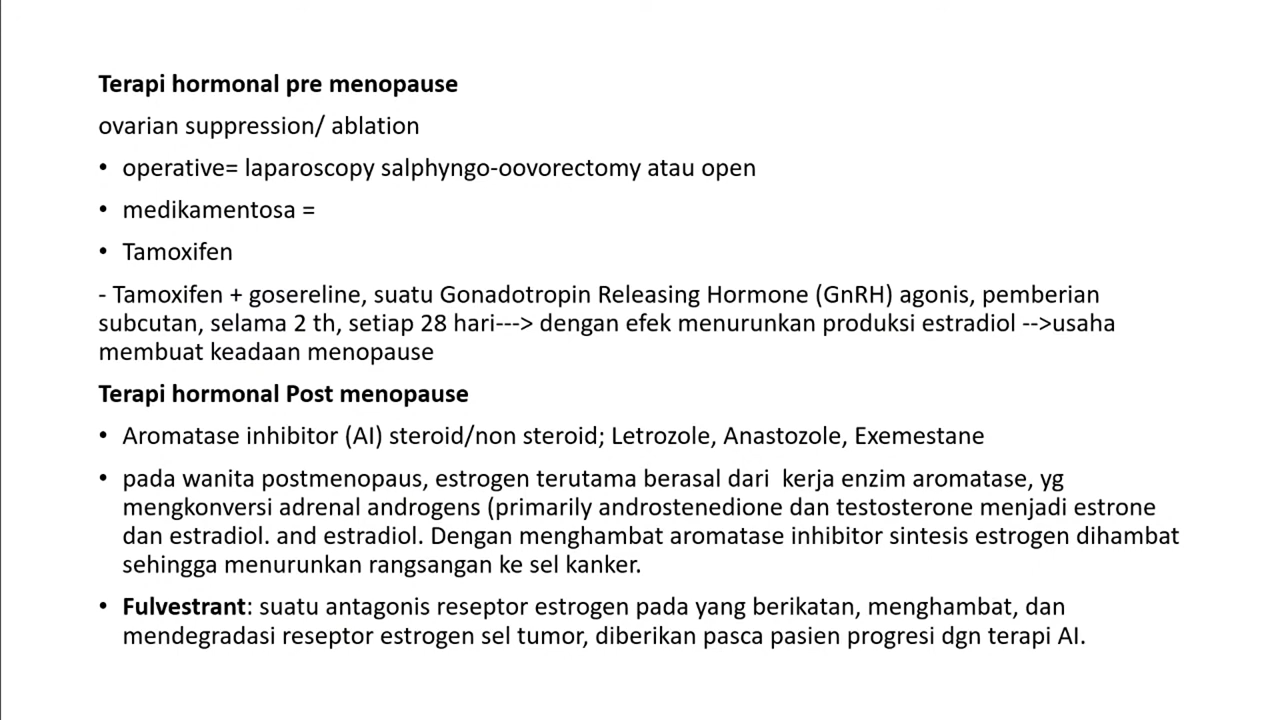 Terapi hormonal pre menopause
ovarian suppression/ ablation
• operative= laparoscopy salphyngo-oovorectomy atau open
• medikamentosa =
• Tamoxifen
- Tamoxifen + gosereline, suatu Gonadotropin Releasing Hormone (GnRH) agonis, pemberian
subcutan, selama 2 th, setiap 28 hari---> dengan efek menurunkan produksi estradiol -->usaha
membuat keadaan menopause
Terapi hormonal Post menopause
• Aromatase inhibitor (AI) steroid/non steroid; Letrozole, Anastozole, Exemestane
• pada wanita postmenopaus, estrogen terutama berasal dari  kerja enzim aromatase, yg
mengkonversi adrenal androgens (primarily androstenedione dan testosterone menjadi estrone
dan estradiol. and estradiol. Dengan menghambat aromatase inhibitor sintesis estrogen dihambat
sehingga menurunkan rangsangan ke sel kanker.
• Fulvestrant: suatu antagonis reseptor estrogen pada yang berikatan, menghambat, dan
mendegradasi reseptor estrogen sel tumor, diberikan pasca pasien progresi dgn terapi AI.